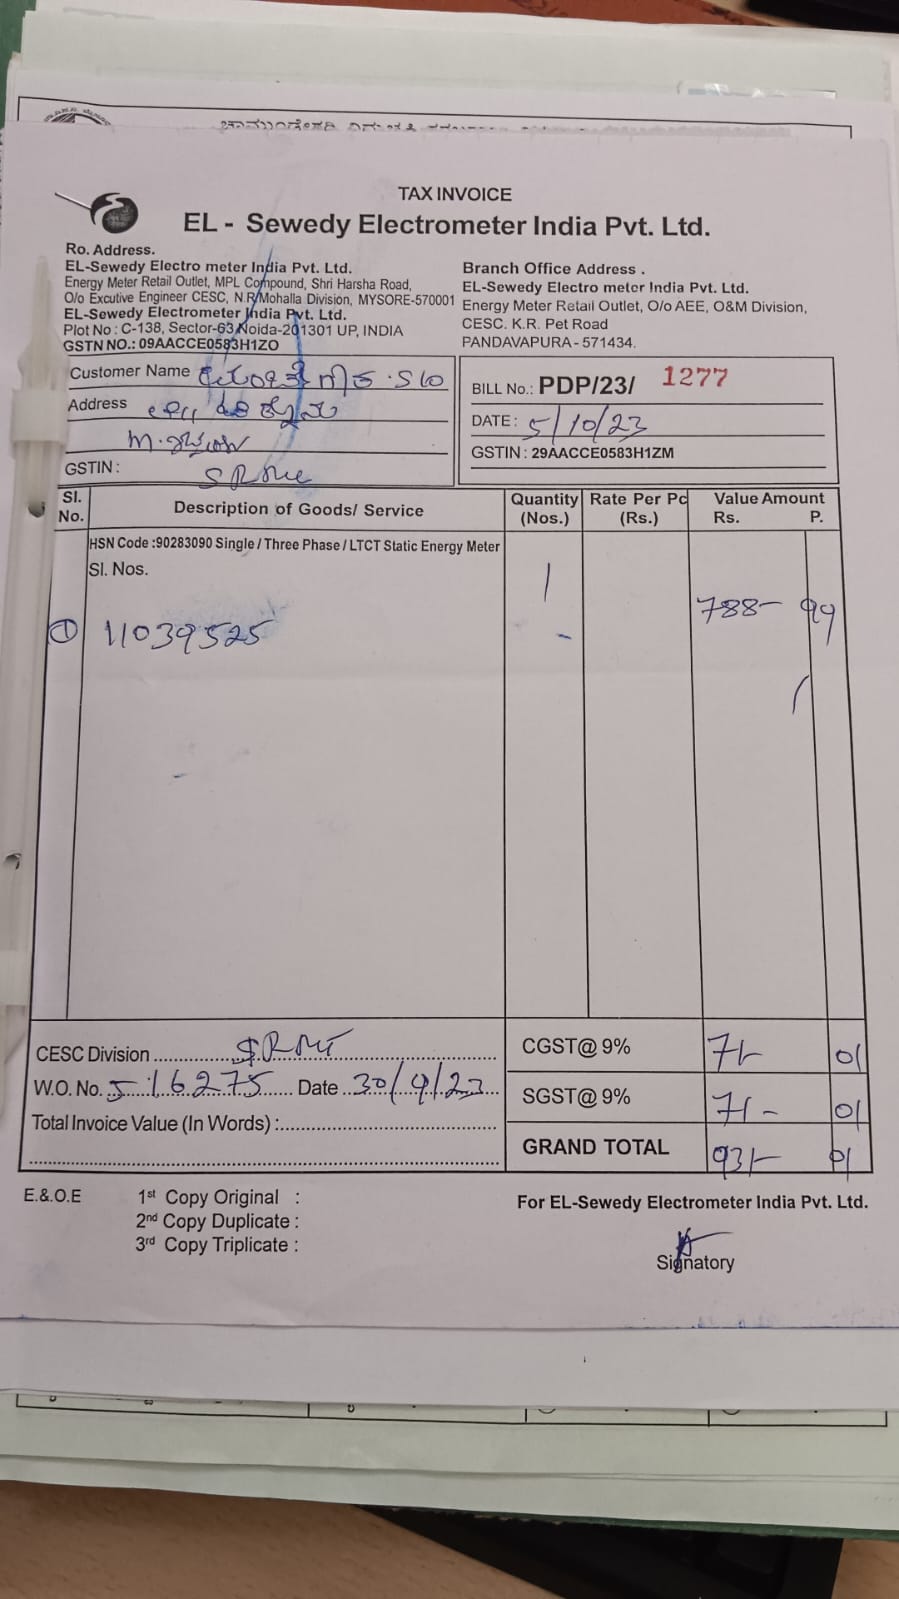 TAX INVOICE
EL - Sewedy Electrometer India Pvt. Ltd.
Ro. Address.
EL-Sewedy Electro meter India Pvt. Ltd.
Energy Meter Retail Outlet, MPL Compound, Shri Harsha Road,
O/o Excutive Engineer CESC, N.R Mohalla Division, MYSORE-570001
EL-Sewedy Electrometer India Pvt. Ltd.
Plot No : C-138, Sector-63 Noida-201301 UP, INDIA
GSTN NO.: 09AACCE0583H1ZO
Branch Office Address .
EL-Sewedy Electro meter India Pvt. Ltd.
Energy Meter Retail Outlet, O/o AEE, O&M Division,
CESC. K.R. Pet Road
PANDAVAPURA - 571434.
Customer Name
Address
GSTIN :
BILL No.: PDP/23/ 1277
DATE : 5/10/23
GSTIN : 29AACCE0583H1ZM
Sl. No. Description of Goods/ Service Quantity (Nos.) Rate Per Pc (Rs.) Value Amount Rs. P.
HSN Code :90283090 Single / Three Phase / LTCT Static Energy Meter
Sl. Nos. 1
788- 99
① 11039525
CESC Division
W.O. No. 516275 Date 30/9/23
Total Invoice Value (In Words) :
CGST@ 9% 71- 01
SGST@ 9% 71- 01
GRAND TOTAL 931- 01
E.&.O.E
1st Copy Original :
2nd Copy Duplicate :
3rd Copy Triplicate :
For EL-Sewedy Electrometer India Pvt. Ltd.
Signatory